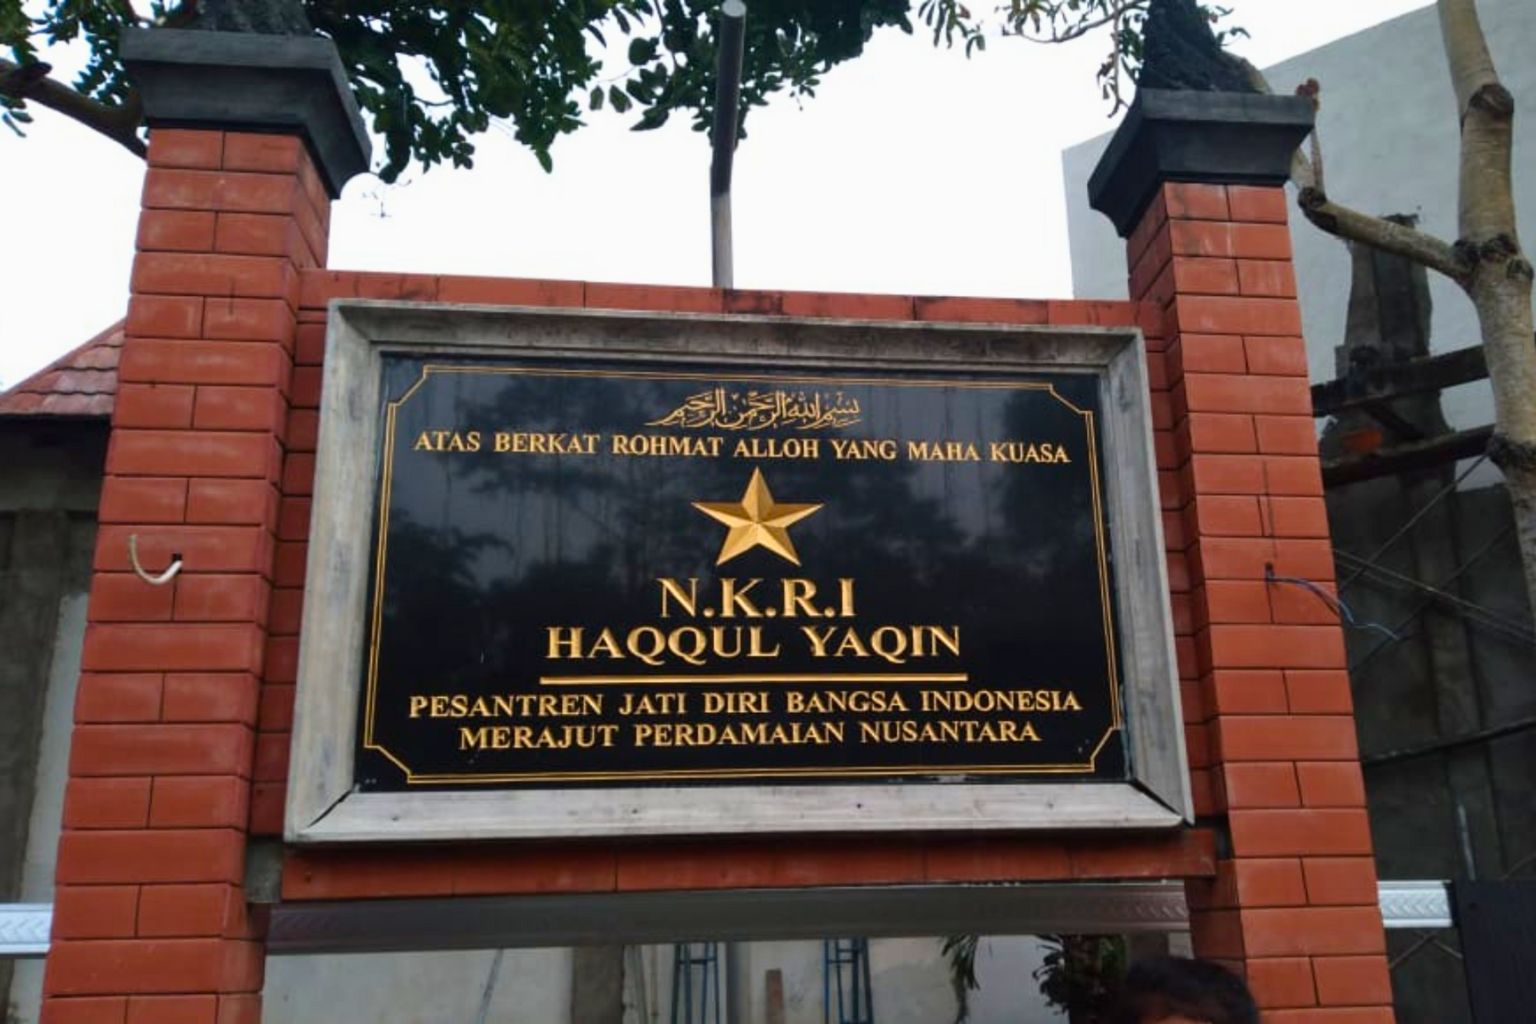 بسم الله الرحمن الرحيم
ATAS BERKAT ROHMAT ALLOH YANG MAHA KUASA
N.K.R.I
HAQQUL YAQIN
PESANTREN JATI DIRI BANGSA INDONESIA
MERAJUT PERDAMAIAN NUSANTARA